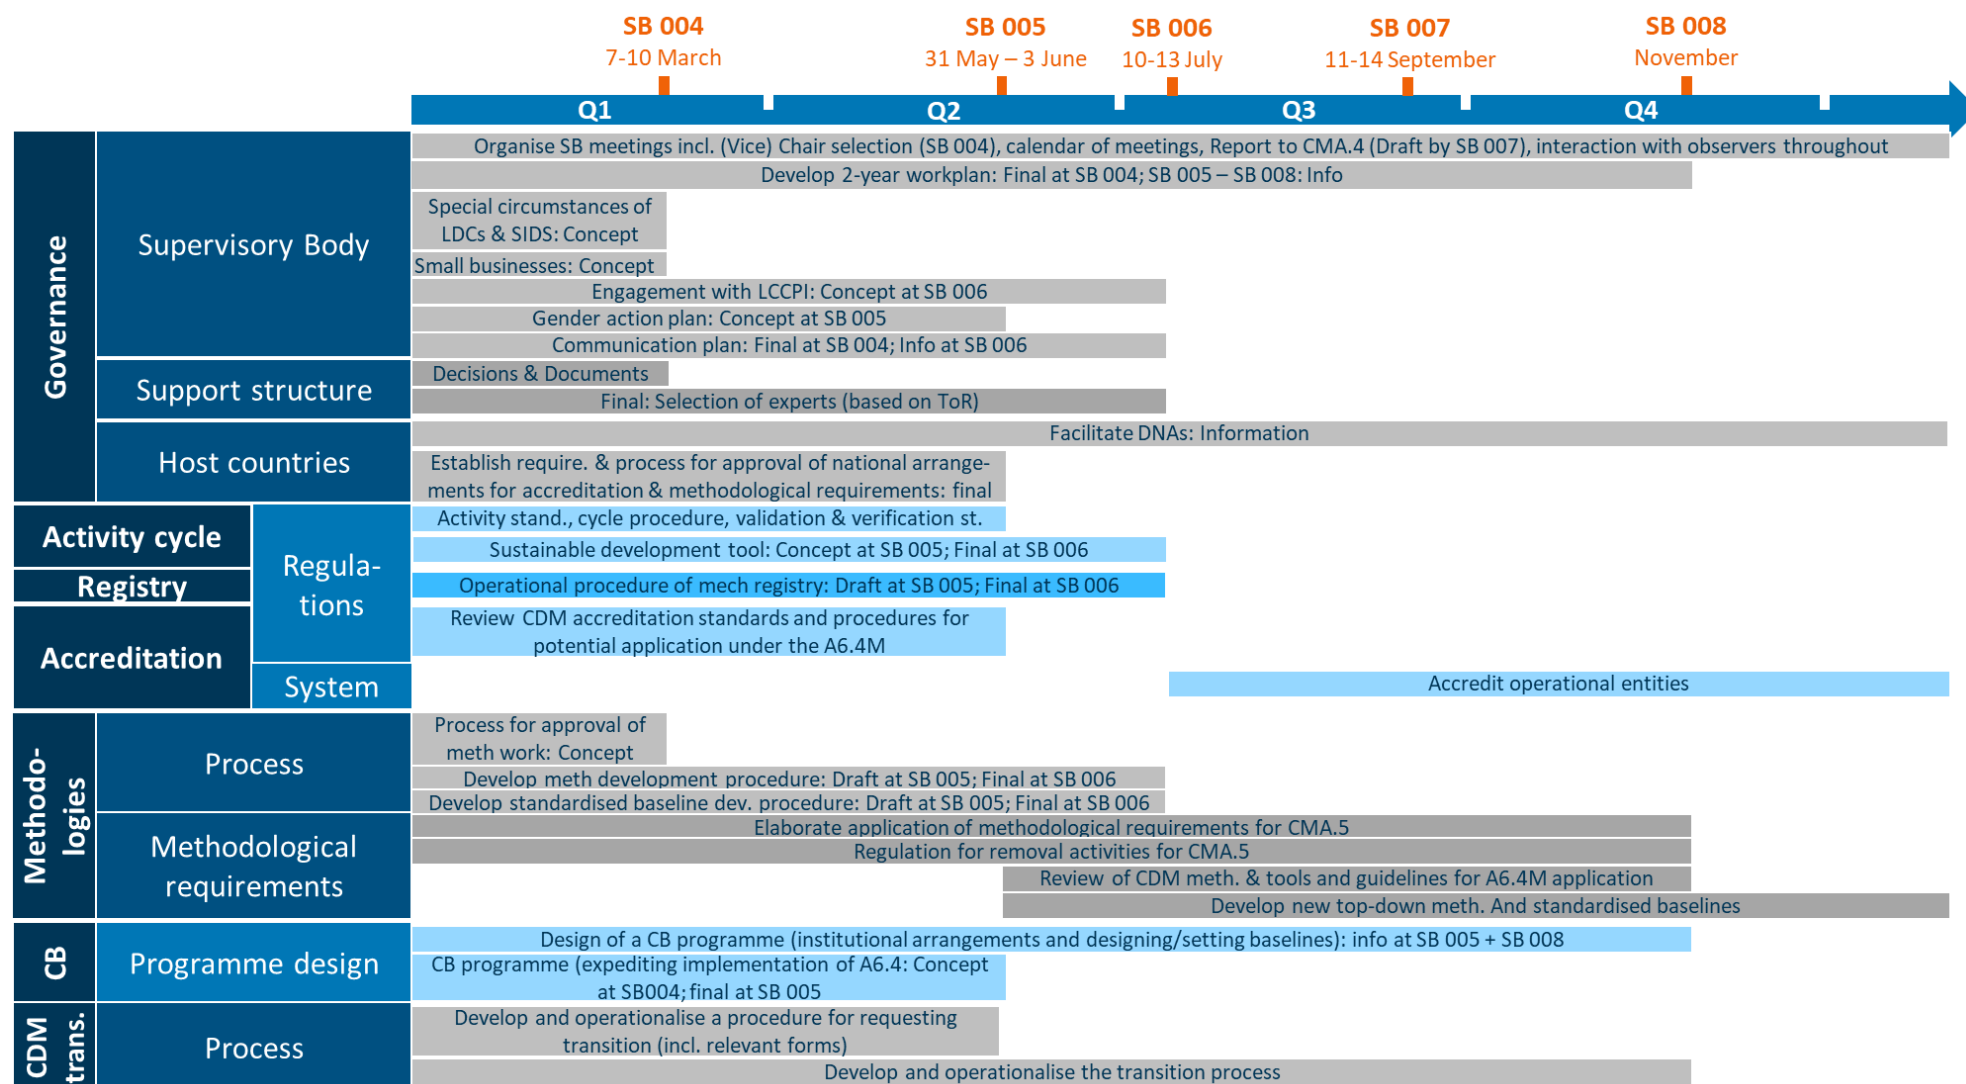 SB 004
7-10 March
SB 005
31 May – 3 June
SB 006
10-13 July
SB 007
11-14 September
SB 008
November
Q1
Q2
Q3
Q4
Governance
Supervisory Body
Organise SB meetings incl. (Vice) Chair selection (SB 004), calendar of meetings, Report to CMA.4 (Draft by SB 007), interaction with observers throughout
Develop 2-year workplan: Final at SB 004; SB 005 – SB 008: Info
Special circumstances of
LDCs & SIDS: Concept
Small businesses: Concept
Engagement with LCCPI: Concept at SB 006
Gender action plan: Concept at SB 005
Communication plan: Final at SB 004; Info at SB 006
Support structure
Decisions & Documents
Final: Selection of experts (based on ToR)
Host countries
Facilitate DNAs: Information
Establish require. & process for approval of national arrange-
ments for accreditation & methodological requirements: final
Activity cycle
Registry
Accreditation
Regula-
tions
Activity stand., cycle procedure, validation & verification st.
Sustainable development tool: Concept at SB 005; Final at SB 006
Operational procedure of mech registry: Draft at SB 005; Final at SB 006
Review CDM accreditation standards and procedures for
potential application under the A6.4M
System
Accredit operational entities
Methodo-
logies
Process
Process for approval of
meth work: Concept
Develop meth development procedure: Draft at SB 005; Final at SB 006
Develop standardised baseline dev. procedure: Draft at SB 005; Final at SB 006
Methodological
requirements
Elaborate application of methodological requirements for CMA.5
Regulation for removal activities for CMA.5
Review of CDM meth. & tools and guidelines for A6.4M application
Develop new top-down meth. And standardised baselines
CB
Programme design
Design of a CB programme (institutional arrangements and designing/setting baselines): info at SB 005 + SB 008
CB programme (expediting implementation of A6.4: Concept
at SB004; final at SB 005
CDM
trans.
Process
Develop and operationalise a procedure for requesting
transition (incl. relevant forms)
Develop and operationalise the transition process